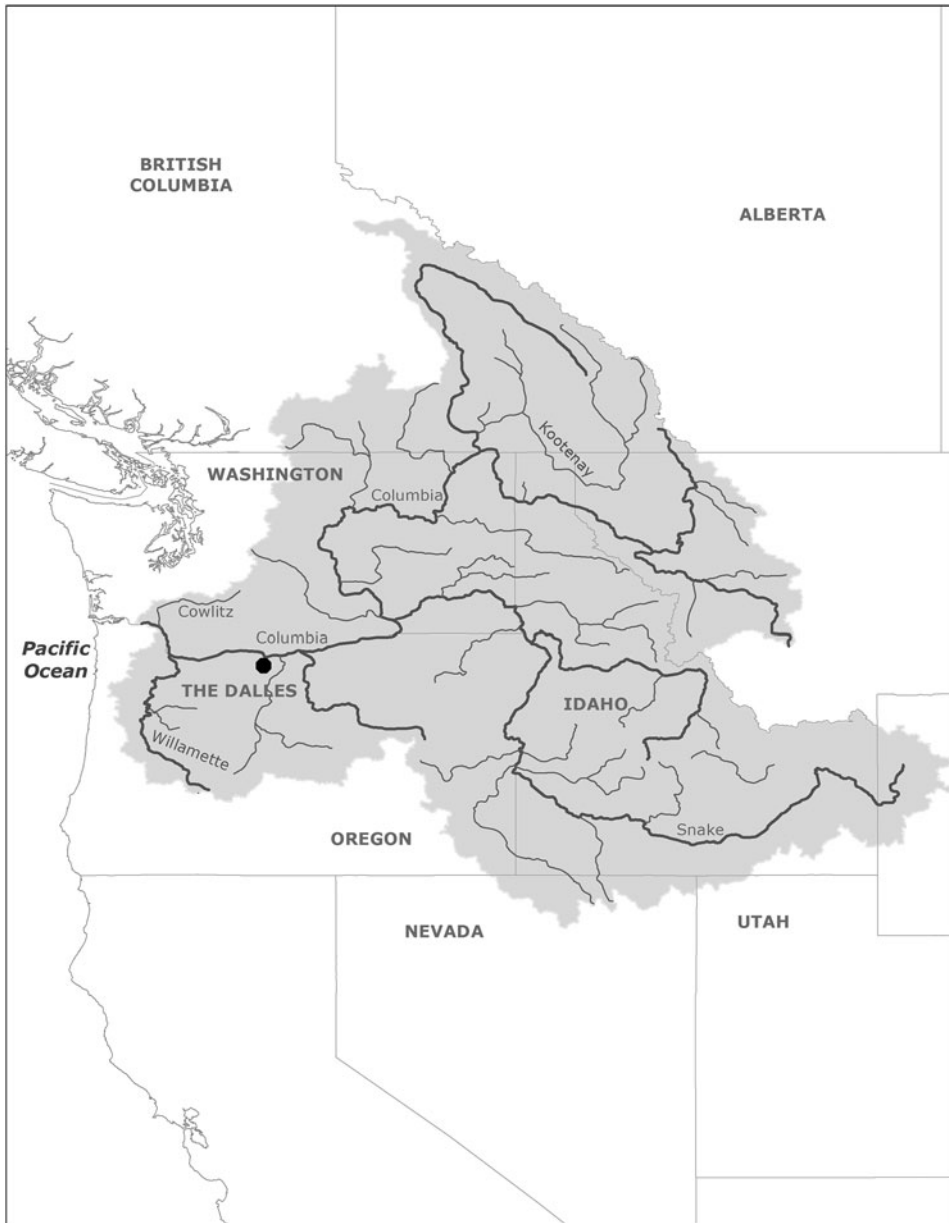 BRITISH
COLUMBIA
ALBERTA
Kootenay
WASHINGTON
Columbia
Cowlitz
Columbia
Pacific
Ocean
THE DALLES
IDAHO
Willamette
Snake
OREGON
NEVADA
UTAH